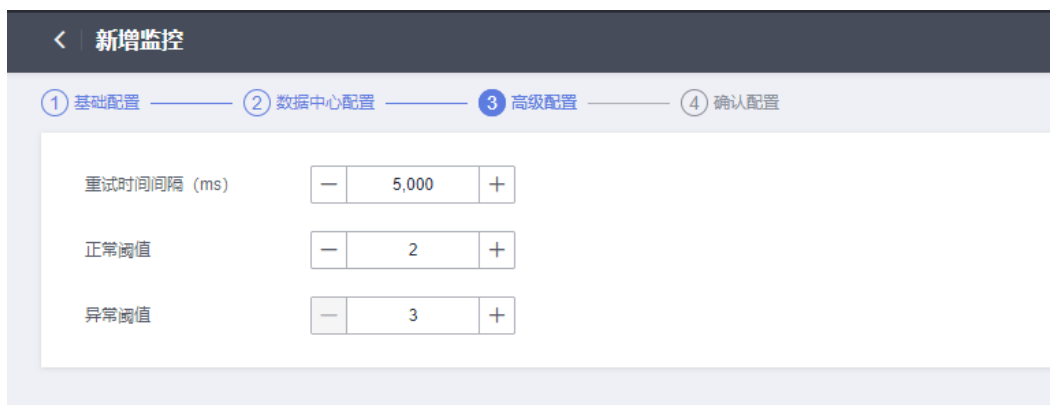 新增监控
1 基础配置 2 数据中心配置 3 高级配置 4 确认配置
重试时间间隔 (ms) 5,000
正常阈值 2
异常阈值 3